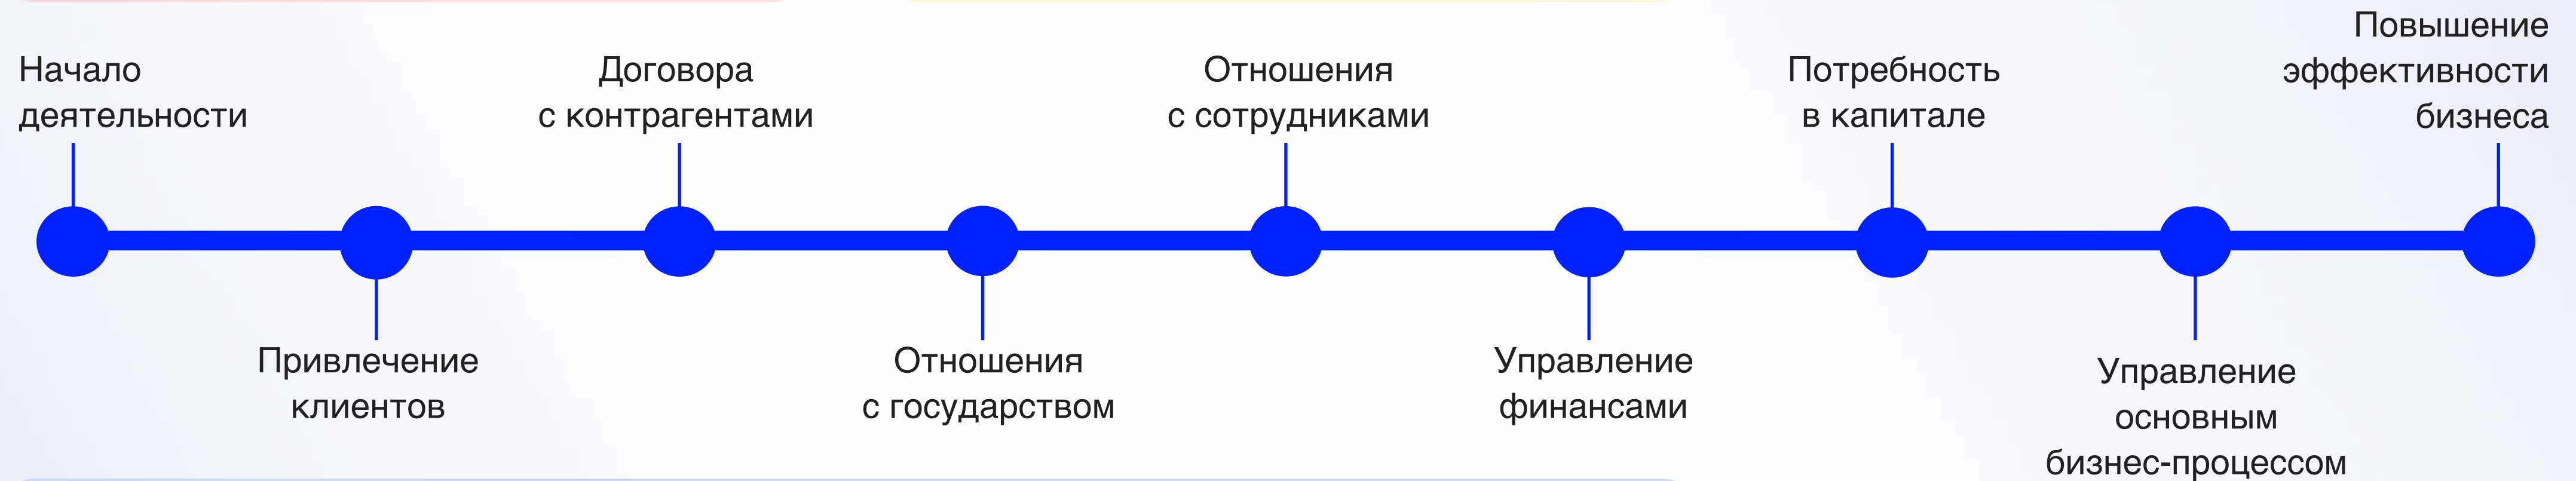 Начало
деятельности
Привлечение
клиентов
Договора
с контрагентами
Отношения
с государством
Отношения
с сотрудниками
Управление
финансами
Потребность
в капитале
Управление
основным
бизнес-процессом
Повышение
эффективности
бизнеса